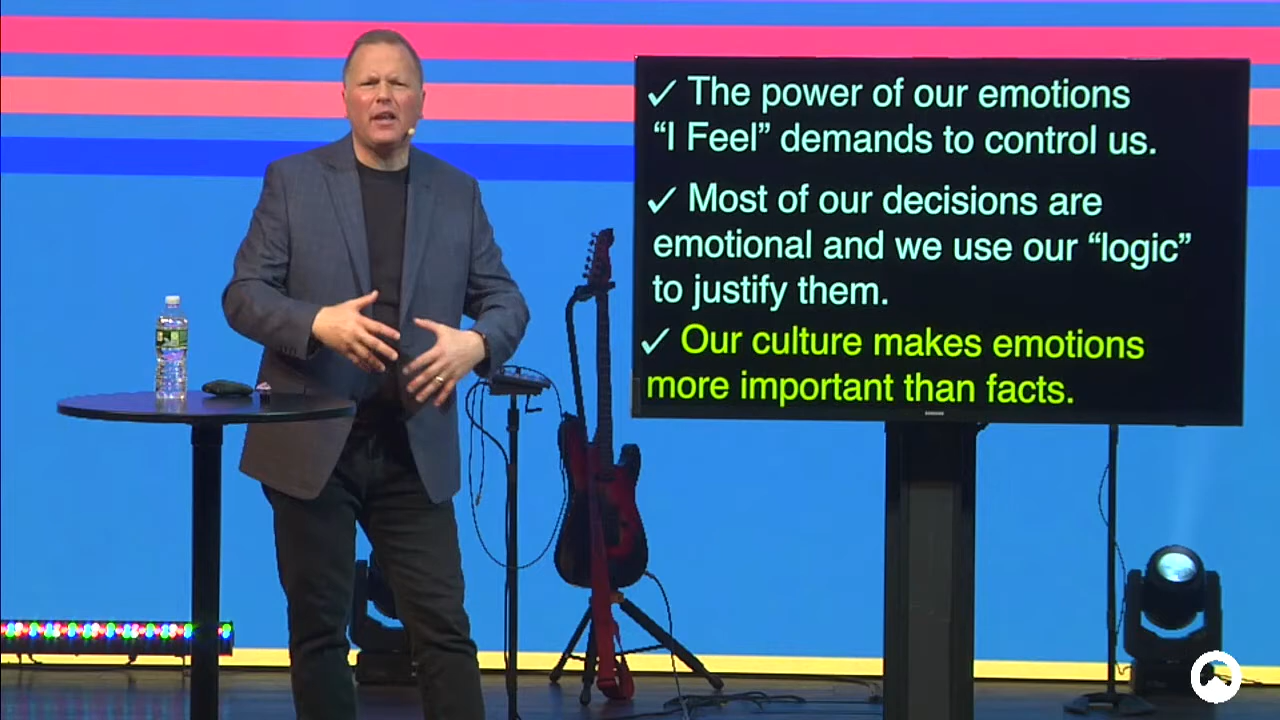 ✓ The power of our emotions
“I Feel” demands to control us.
✓ Most of our decisions are
emotional and we use our “logic”
to justify them.
✓ Our culture makes emotions
more important than facts.